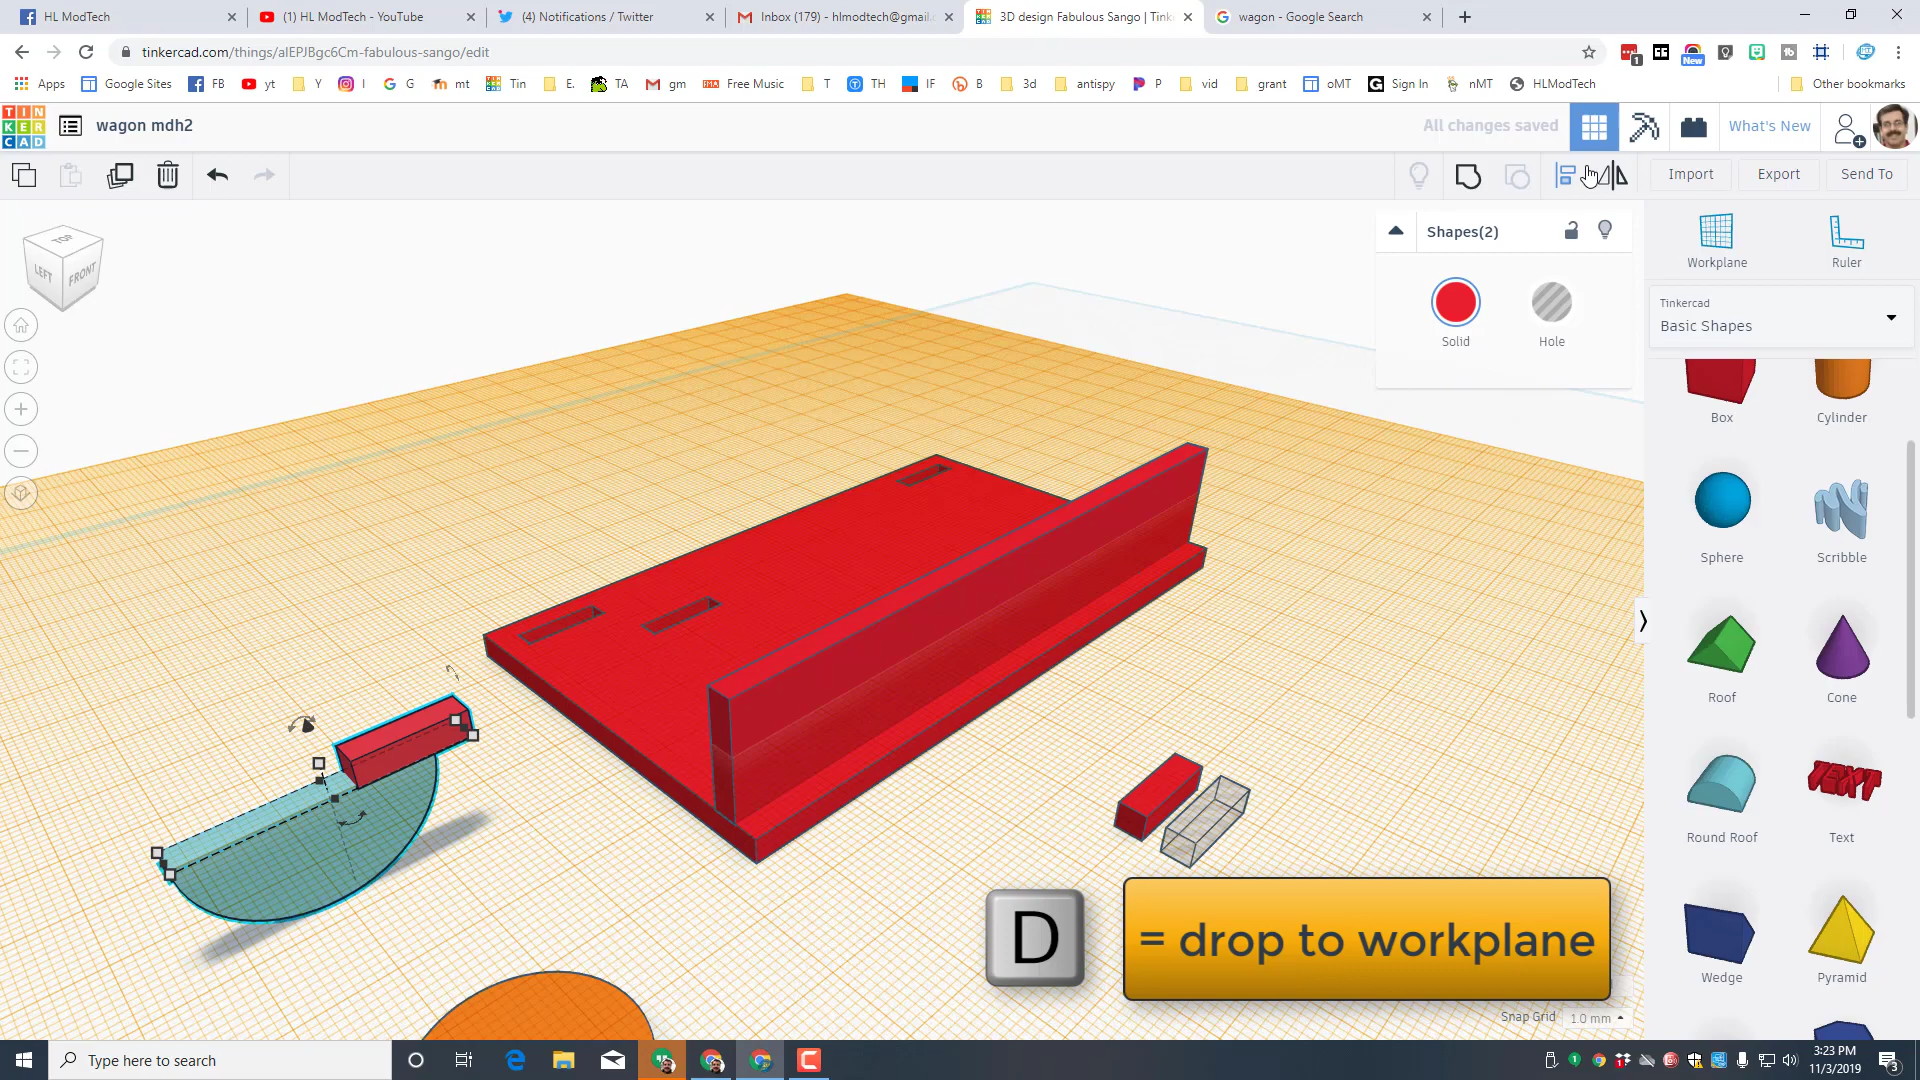 HL ModTech
(1) HL ModTech - YouTube
(4) Notifications / Twitter
Inbox (179) - hlmodtech@gmail.c
3D design Fabulous Sango | Tink
wagon - Google Search
tinkercad.com/things/alEPJBgc6Cm-fabulous-sango/edit
1
New
Apps
Google Sites
FB
yt
Y
I
G
mt
Tin
E.
TA
gm
Free Music
T
TH
IF
B
3d
antispy
P
vid
grant
oMT
Sign In
nMT
HLModTech
Other bookmarks
TIN
KER
CAD
wagon mdh2
All changes saved
What's New
Import
Export
Send To
TOP
LEFT
FRONT
Shapes(2)
Solid
Hole
Workplane
Ruler
Tinkercad
Basic Shapes
Box
Cylinder
Sphere
Scribble
Roof
Cone
Round Roof
TEXT
Text
Wedge
Pyramid
D
= drop to workplane
Snap Grid
1.0 mm
Type here to search
3:23 PM
11/3/2019
3